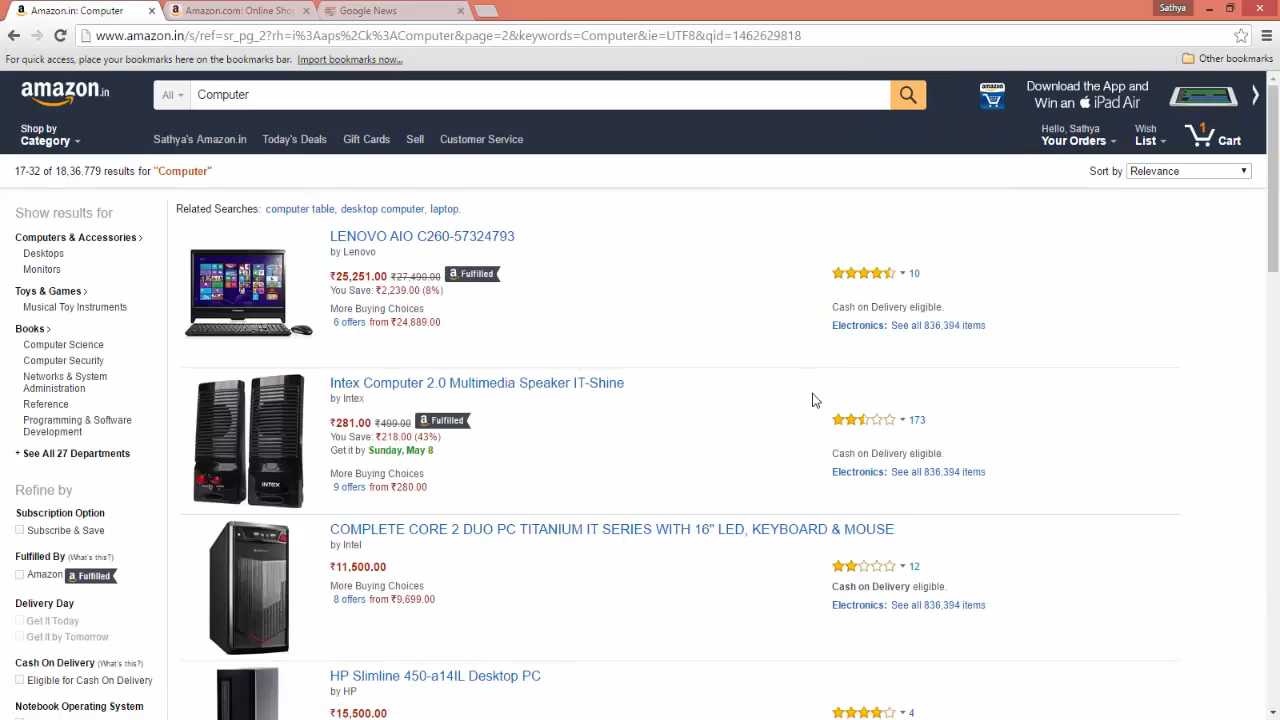 Amazon.in: Computer
Amazon.com: Online Shop
Google News
Sathya
www.amazon.in/s/ref=sr_pg_2?rh=i%3Aaps%2Ck%3AComputer&page=2&keywords=Computer&ie=UTF8&qid=1462629818
For quick access, place your bookmarks here on the bookmarks bar. Import bookmarks now...
Other bookmarks
amazon.in
All
Computer
amazon
Download the App and
Win an iPad Air
Shop by
Category
Sathya's Amazon.in
Today's Deals
Gift Cards
Sell
Customer Service
Hello, Sathya
Your Orders
Wish
List
1
Cart
17-32 of 18,36,779 results for "Computer"
Sort by Relevance
Show results for
Computers & Accessories
Desktops
Monitors
Toys & Games
Musical Toy Instruments
Books
Computer Science
Computer Security
Networks & System
Administration
Reference
Programming & Software
Development
+ See All 27 Departments
Refine by
Subscription Option
Subscribe & Save
Fulfilled By (What's this?)
Amazon a Fulfilled
Delivery Day
Get It Today
Get It by Tomorrow
Cash On Delivery (What's this?)
Eligible for Cash On Delivery
Notebook Operating System
Related Searches: computer table, desktop computer, laptop.
LENOVO AIO C260-57324793
by Lenovo
₹25,251.00 ₹27,490.00 a Fulfilled
You Save: ₹2,239.00 (8%)
More Buying Choices
6 offers from ₹24,889.00
10
Cash on Delivery eligible.
Electronics: See all 836,394 items
Intex Computer 2.0 Multimedia Speaker IT-Shine
by Intex
₹281.00 ₹499.00 a Fulfilled
You Save: ₹218.00 (43%)
Get it by Sunday, May 8
More Buying Choices
9 offers from ₹280.00
INTEX
173
Cash on Delivery eligible.
Electronics: See all 836,394 items
COMPLETE CORE 2 DUO PC TITANIUM IT SERIES WITH 16" LED, KEYBOARD & MOUSE
by Intel
₹11,500.00
More Buying Choices
8 offers from ₹9,699.00
12
Cash on Delivery eligible.
Electronics: See all 836,394 items
HP Slimline 450-a14IL Desktop PC
by HP
₹15,500.00
4